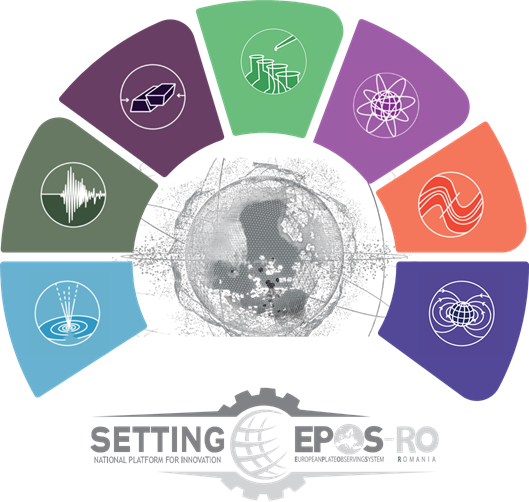 SETTING EPOS-RO
NATIONAL PLATFORM FOR INNOVATION EUROPEANPLATEOBSERVINGSYSTEM ROMANIA